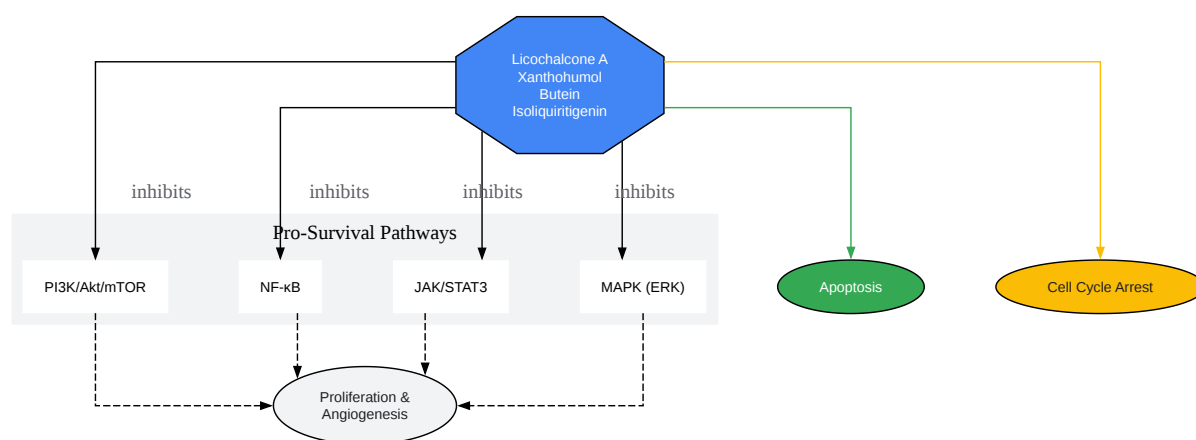 Licochalcone A
Xanthohumol
Butein
Isoliquiritigenin
inhibits
inhibits
inhibits
inhibits
Pro-Survival Pathways
PI3K/Akt/mTOR
NF-κB
JAK/STAT3
MAPK (ERK)
Apoptosis
Cell Cycle Arrest
Proliferation &
Angiogenesis